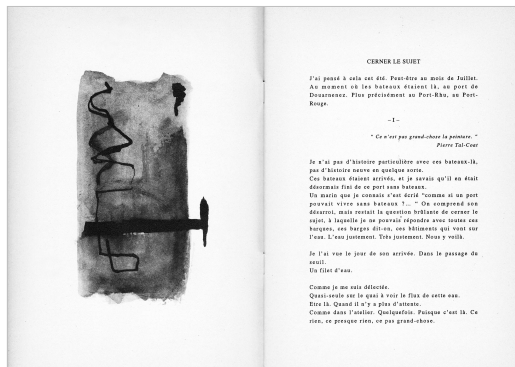 CERNER LE SUJET
J'ai pensé à cela cet été. Peut-être au mois de Juillet.
Au moment où les bateaux étaient là, au port de
Douarnenez. Plus précisément au Port-Rhu, au Port-
Rouge.
– I –
" Ce n'est pas grand-chose la peinture. "
Pierre Tal-Coat
Je n'ai pas d'histoire particulière avec ces bateaux-là,
pas d'histoire neuve en quelque sorte.
Ces bateaux étaient arrivés, et je savais qu'il en était
désormais fini de ce port sans bateaux.
Un marin que je connais s'est écrié "comme si un port
pouvait vivre sans bateaux ?... " On comprend son
désarroi, mais restait la question brûlante de cerner le
sujet, à laquelle je ne pouvais répondre avec toutes ces
barques, ces barges dit-on, ces bâtiments qui vont sur
l'eau. L'eau justement. Très justement. Nous y voilà.
Je l'ai vue le jour de son arrivée. Dans le passage du
seuil.
Un filet d'eau.
Comme je me suis délectée.
Quasi-seule sur le quai à voir le flux de cette eau.
Etre là. Quand il n'y a plus d'attente.
Comme dans l'atelier. Quelquefois. Puisque c'est là. Ce
rien, ce presque rien, ce pas grand-chose.